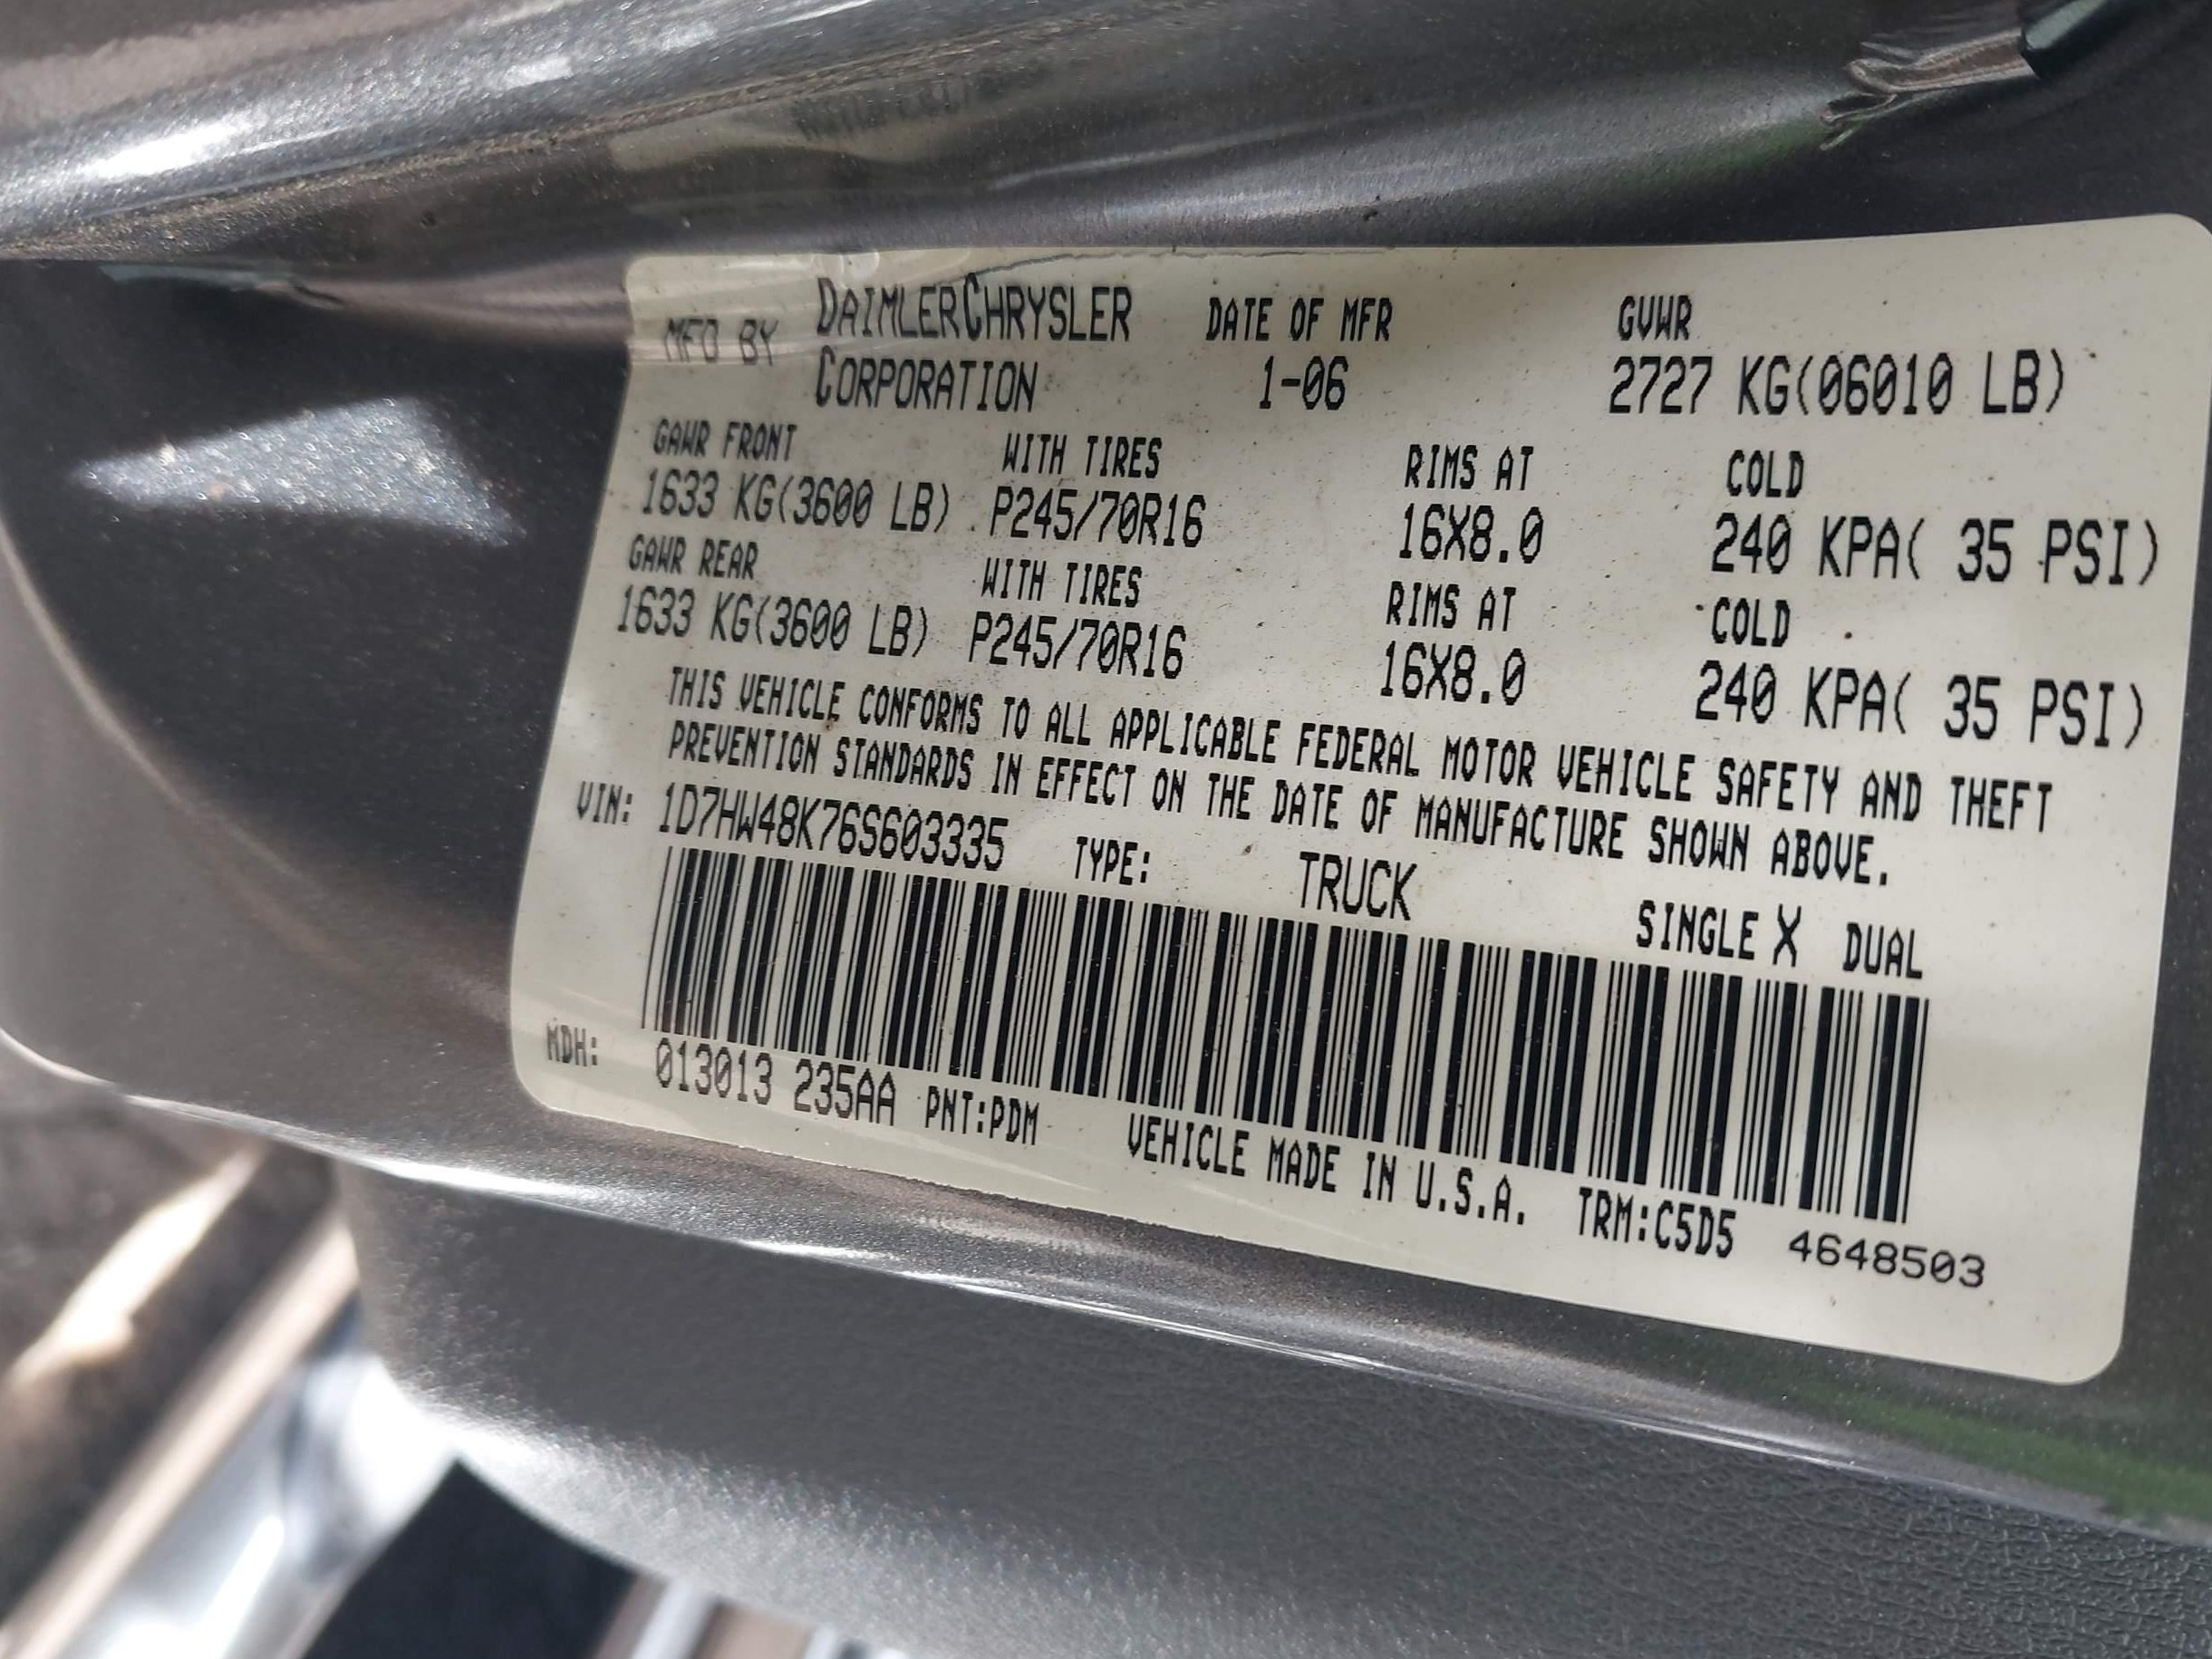 MFD BY DAIMLERCHRYSLER CORPORATION DATE OF MFR 1-06 GVWR 2727 KG(06010 LB)
GAWR FRONT WITH TIRES RIMS AT COLD
1633 KG(3600 LB) P245/70R16 16X8.0 240 KPA( 35 PSI)
GAWR REAR WITH TIRES RIMS AT COLD
1633 KG(3600 LB) P245/70R16 16X8.0 240 KPA( 35 PSI)
THIS VEHICLE CONFORMS TO ALL APPLICABLE FEDERAL MOTOR VEHICLE SAFETY AND THEFT
PREVENTION STANDARDS IN EFFECT ON THE DATE OF MANUFACTURE SHOWN ABOVE.
VIN: 1D7HW48K76S603335 TYPE: TRUCK SINGLE X DUAL
MDH: 013013 235AA PNT:PDM VEHICLE MADE IN U.S.A. TRM:C5D5 4648503